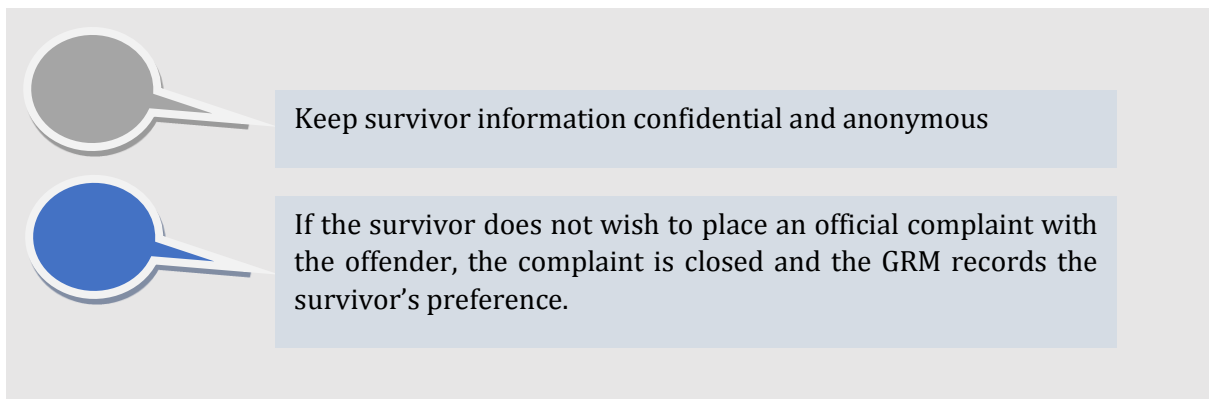 Keep survivor information confidential and anonymous
If the survivor does not wish to place an official complaint with
the offender, the complaint is closed and the GRM records the
survivor’s preference.